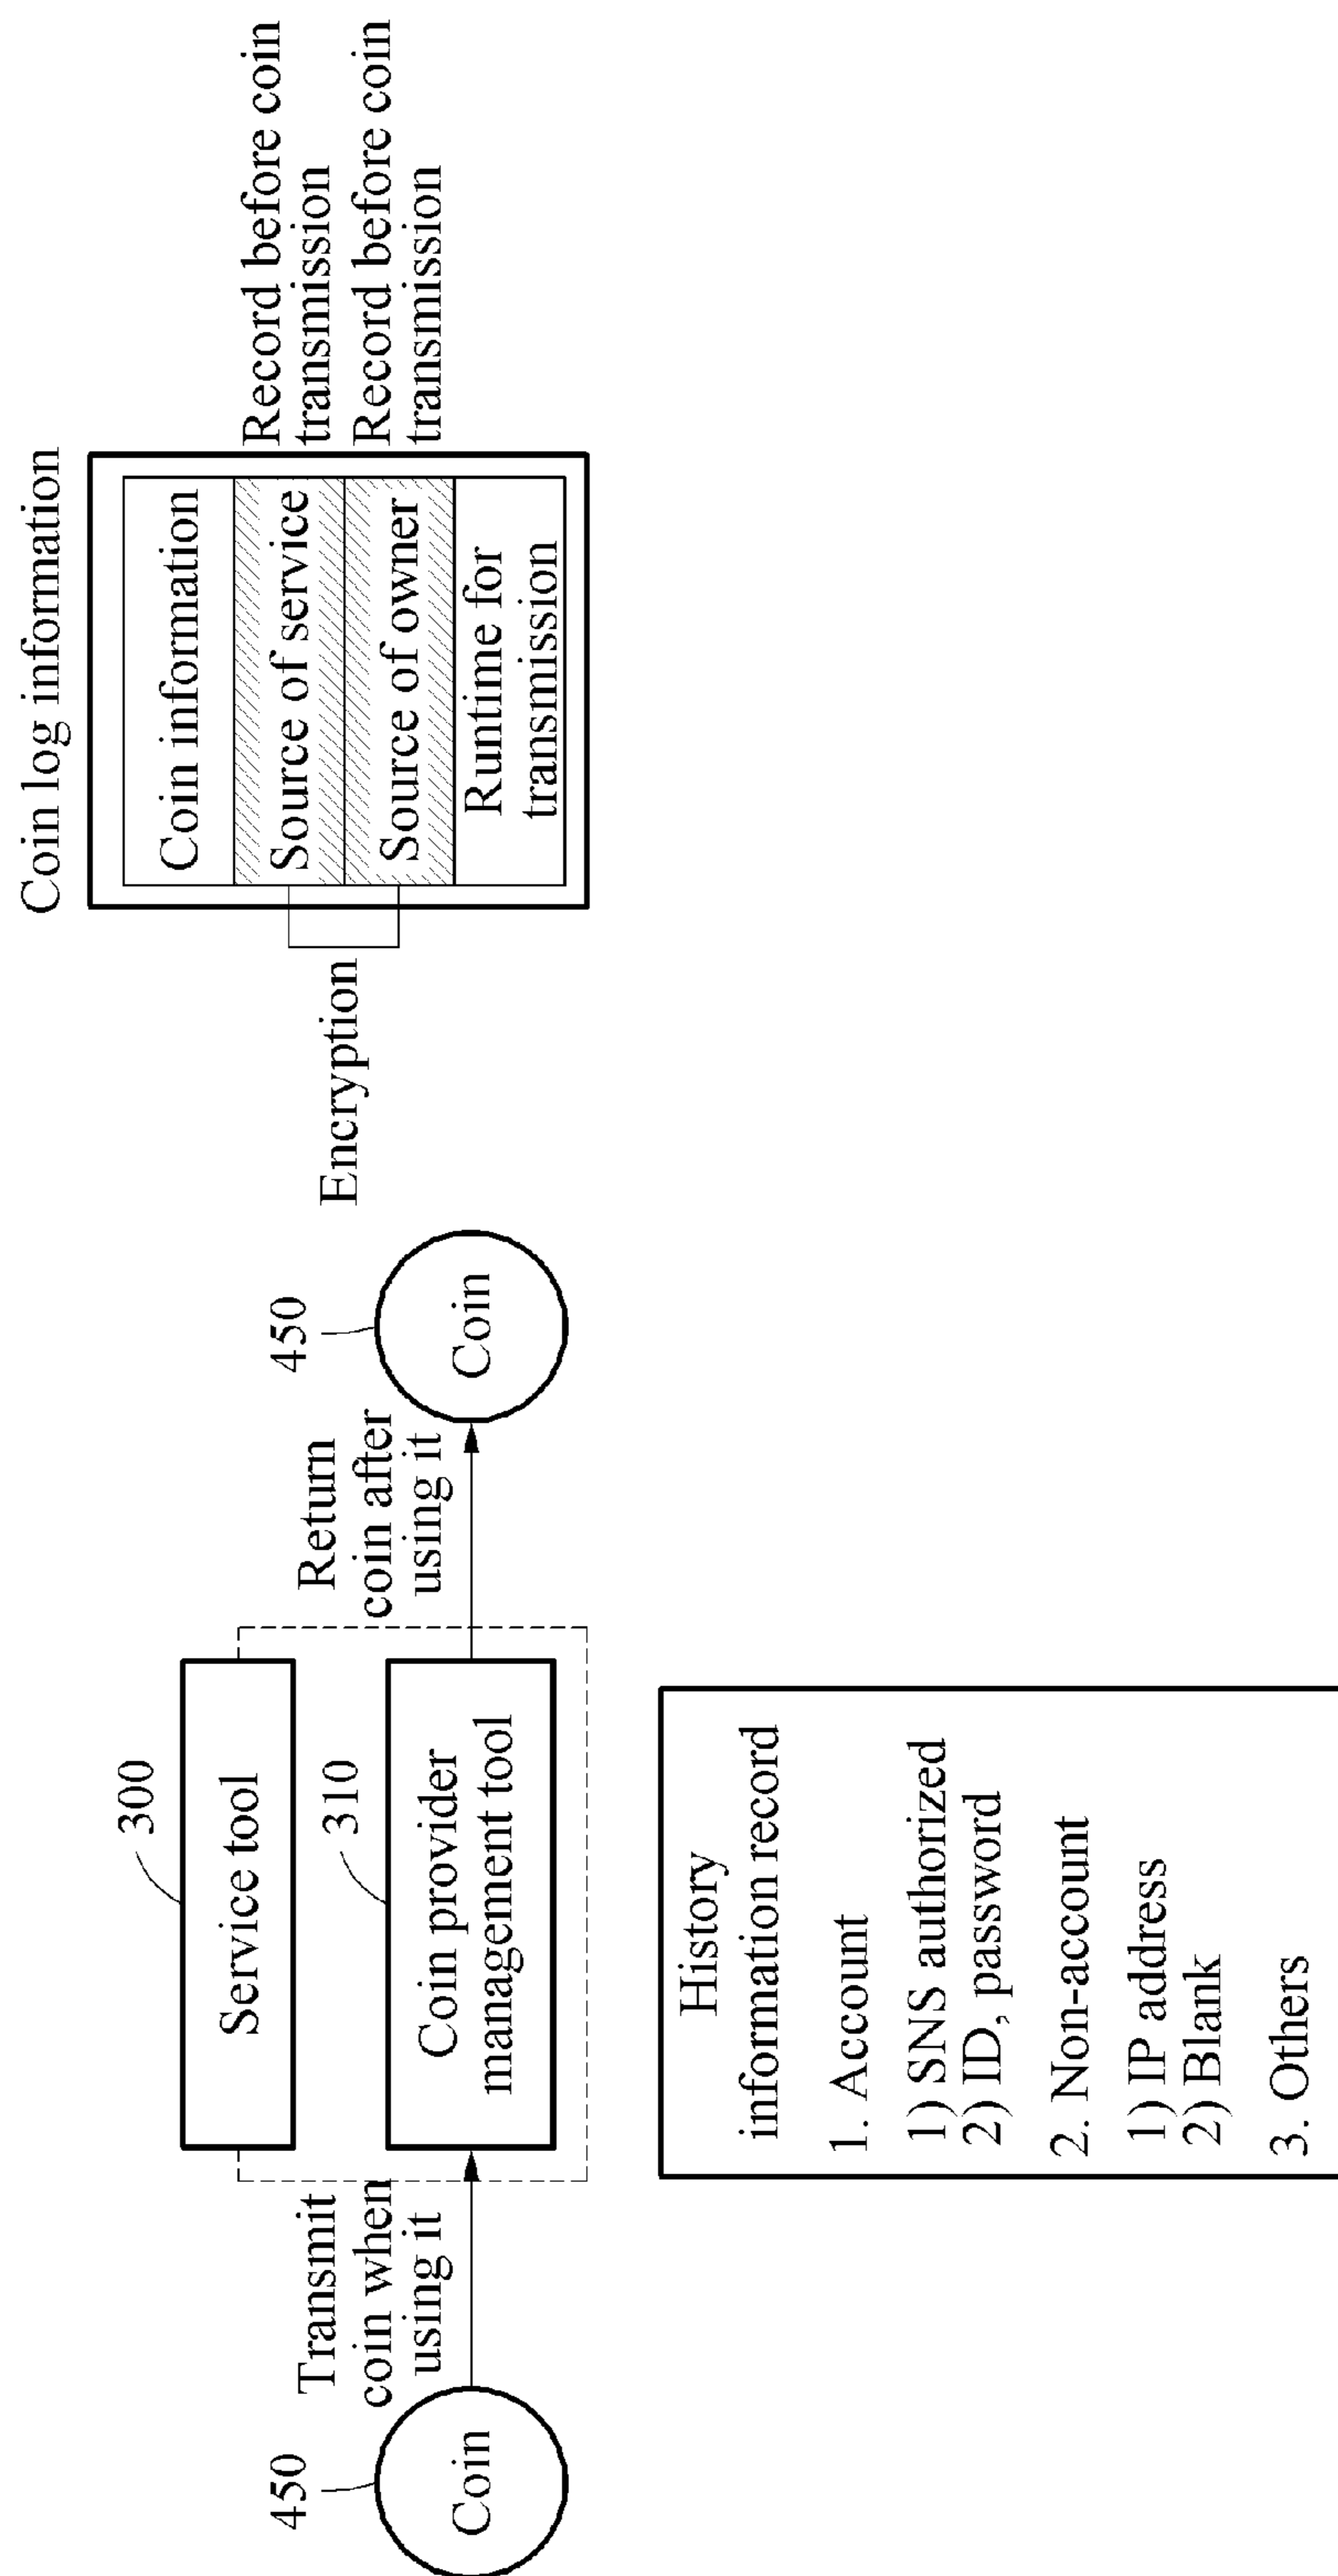 450
Coin
Transmit
coin when
using it
300
Service tool
310
Coin provider
management tool
Return
coin after
using it
450
Coin
History
information record
1. Account
1) SNS authorized
2) ID, password
2. Non-account
1) IP address
2) Blank
3. Others
Coin log information
Encryption
Coin information
Source of service
Source of owner
Runtime for
transmission
Record before coin
transmission
Record before coin
transmission